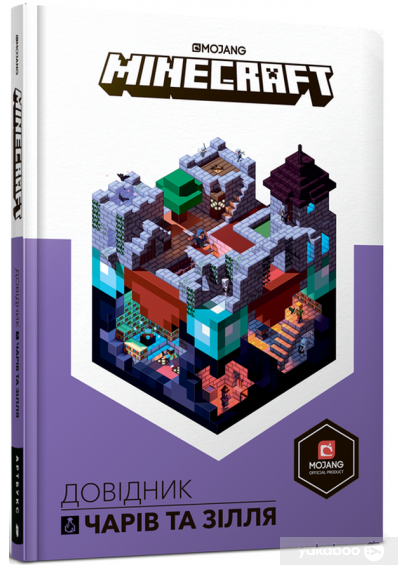 MOJANG
MINECRAFT
ДОВІДНИК
ЧАРІВ ТА ЗІЛЛЯ
MOJANG
OFFICIAL PRODUCT
MOJANG
MINECRAFT
ДОВІДНИК
ЧАРІВ ТА ЗІЛЛЯ
АРТБУКС
yakaboo